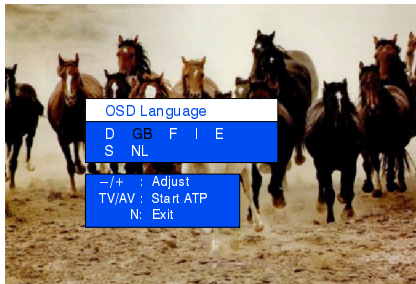 OSD Language
D GB F I E
S NL
–/+ : Adjust
TV/AV : Start ATP
N: Exit